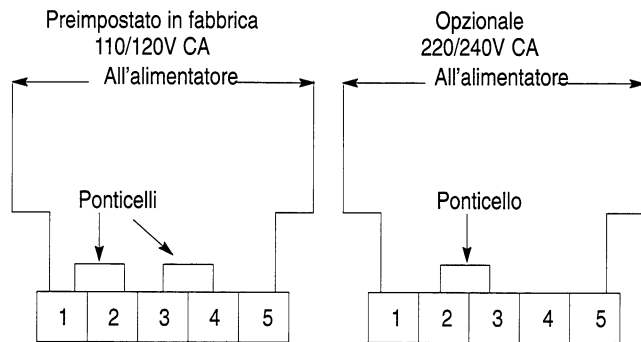 Preimpostato in fabbrica
110/120V CA
All'alimentatore
Ponticelli
1 2 3 4 5
Opzionale
220/240V CA
All'alimentatore
Ponticello
1 2 3 4 5